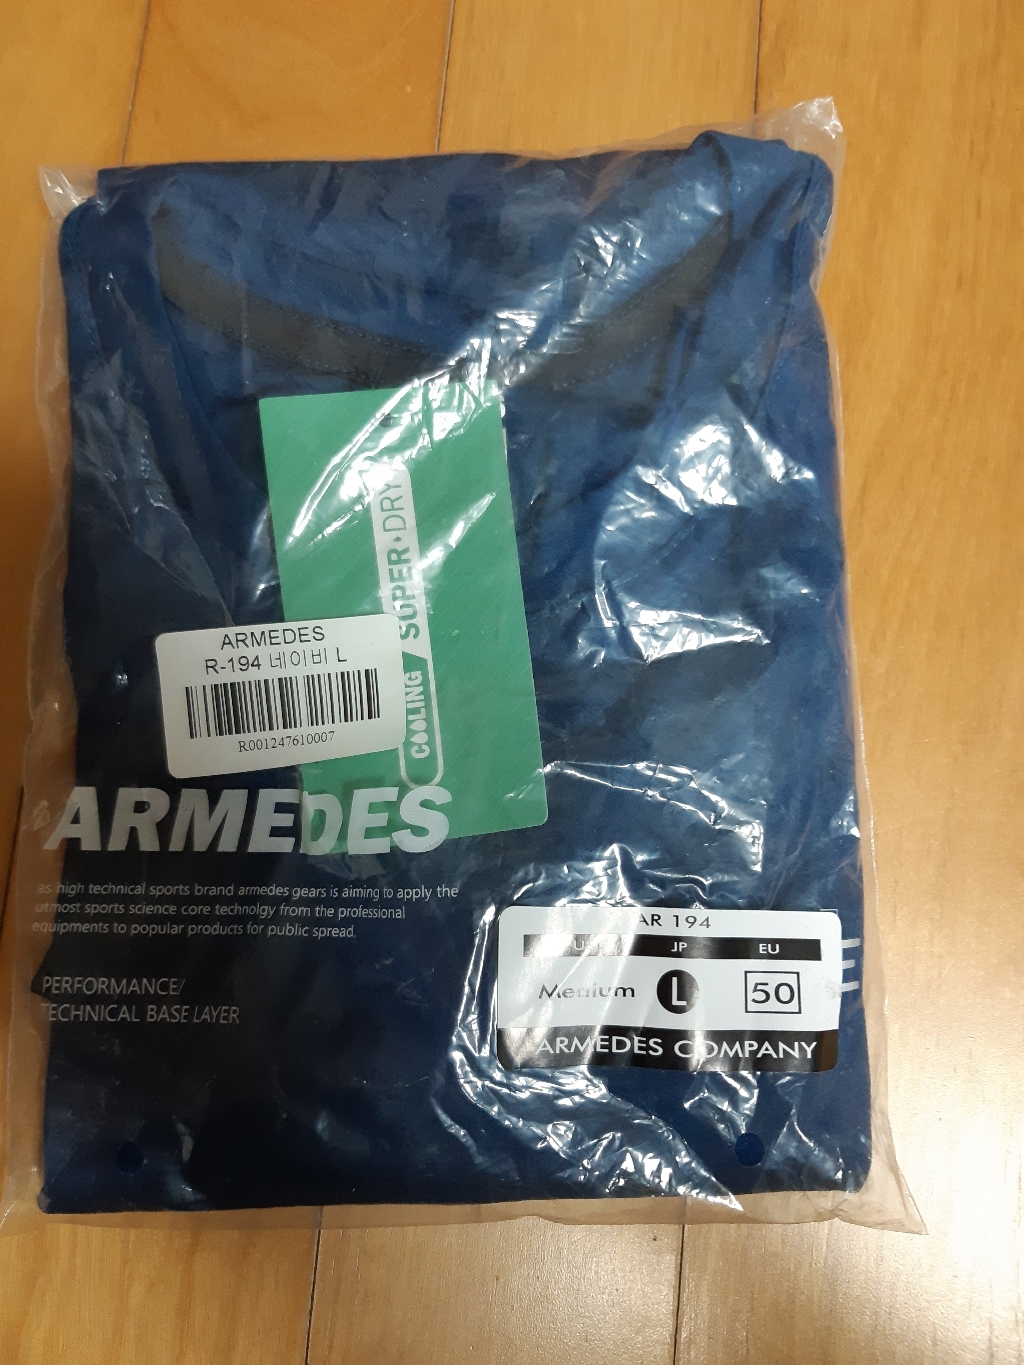 COOLING / SUPER·DRY
ARMEDES
R-194 네이비 L
R001247610007
ARMEDES
as high technical sports brand armedes gears is aiming to apply the
utmost sports science core technolgy from the professional
equipments to popular products for public spread.
PERFORMANCE/
TECHNICAL BASE LAYER
AR 194
US JP EU
Medium L 50
ARMEDES COMPANY